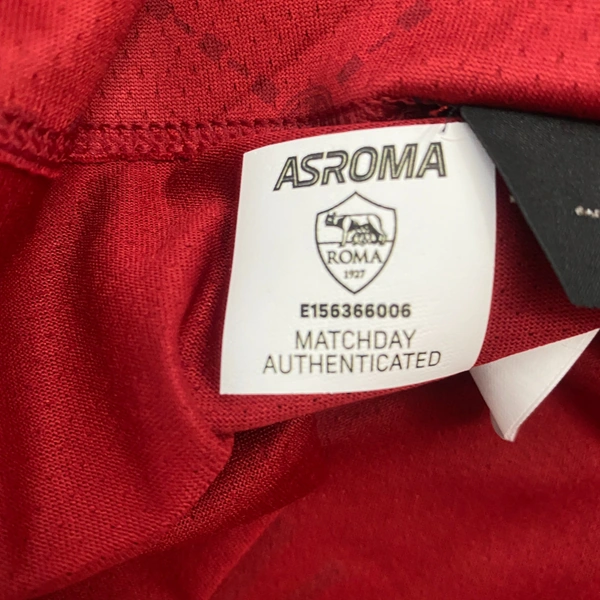 ASROMA
ROMA
1927
E156366006
MATCHDAY
AUTHENTICATED